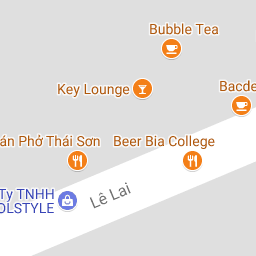 Bubble Tea
Key Lounge
Bacde
án Phở Thái Sơn
Beer Bia College
Ty TNHH
OLSTYLE
Lê Lai